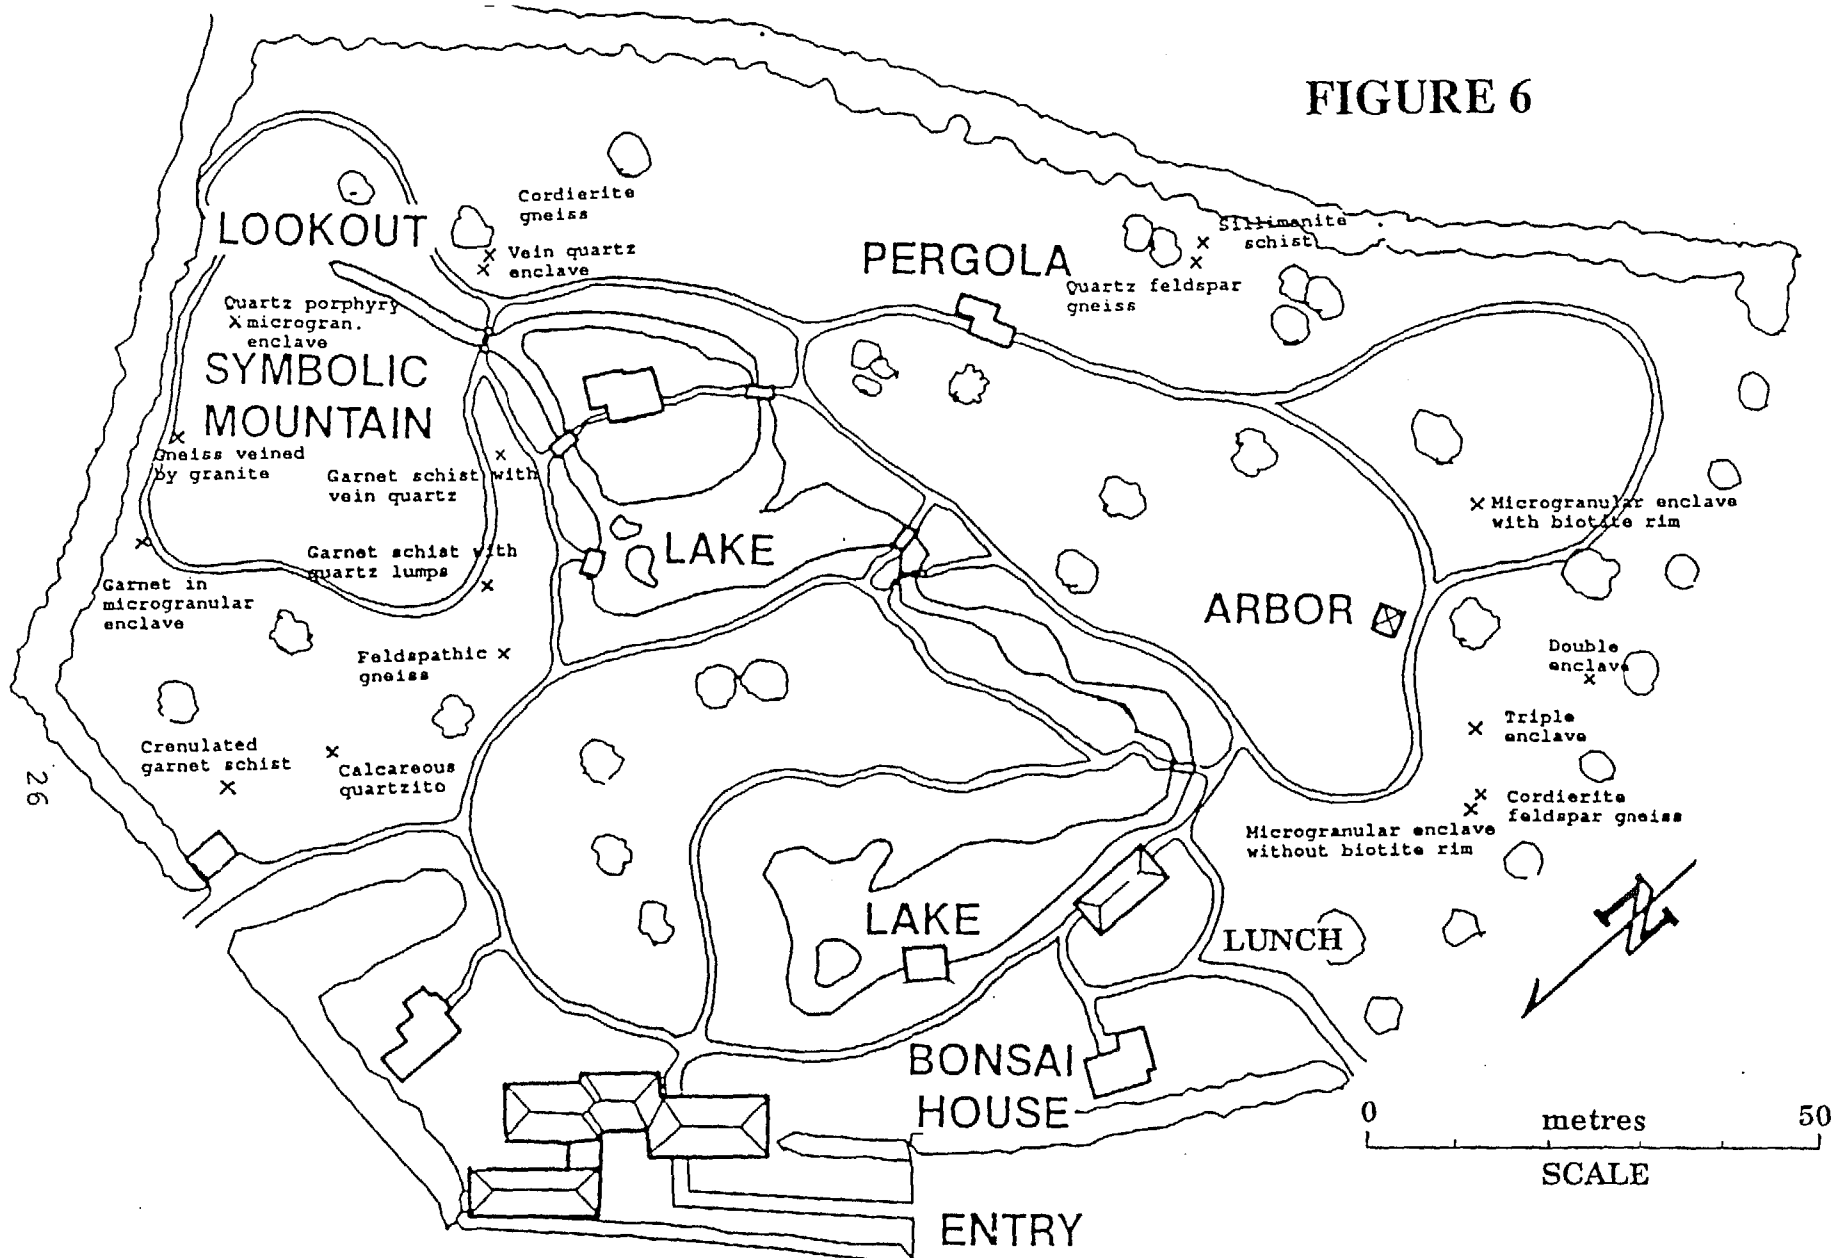 FIGURE 6
Cordierite
gneiss
LOOKOUT
Vein quartz
enclave
Sillimanite
schist
PERGOLA
Quartz feldspar
gneiss
Quartz porphyry
X microgran.
enclave
SYMBOLIC
MOUNTAIN
Gneiss veined
by granite
Garnet schist with
vein quartz
Microgranular enclave
with biotite rim
Garnet schist with
quartz lumps
LAKE
Garnet in
microgranular
enclave
ARBOR
Feldspathic
gneiss
Double
enclave
Triple
enclave
Crenulated
garnet schist
Calcareous
quartzito
26
Cordierite
feldspar gneiss
Microgranular enclave
without biotite rim
LAKE
LUNCH
N
BONSAI
HOUSE
0 metres 50
SCALE
ENTRY